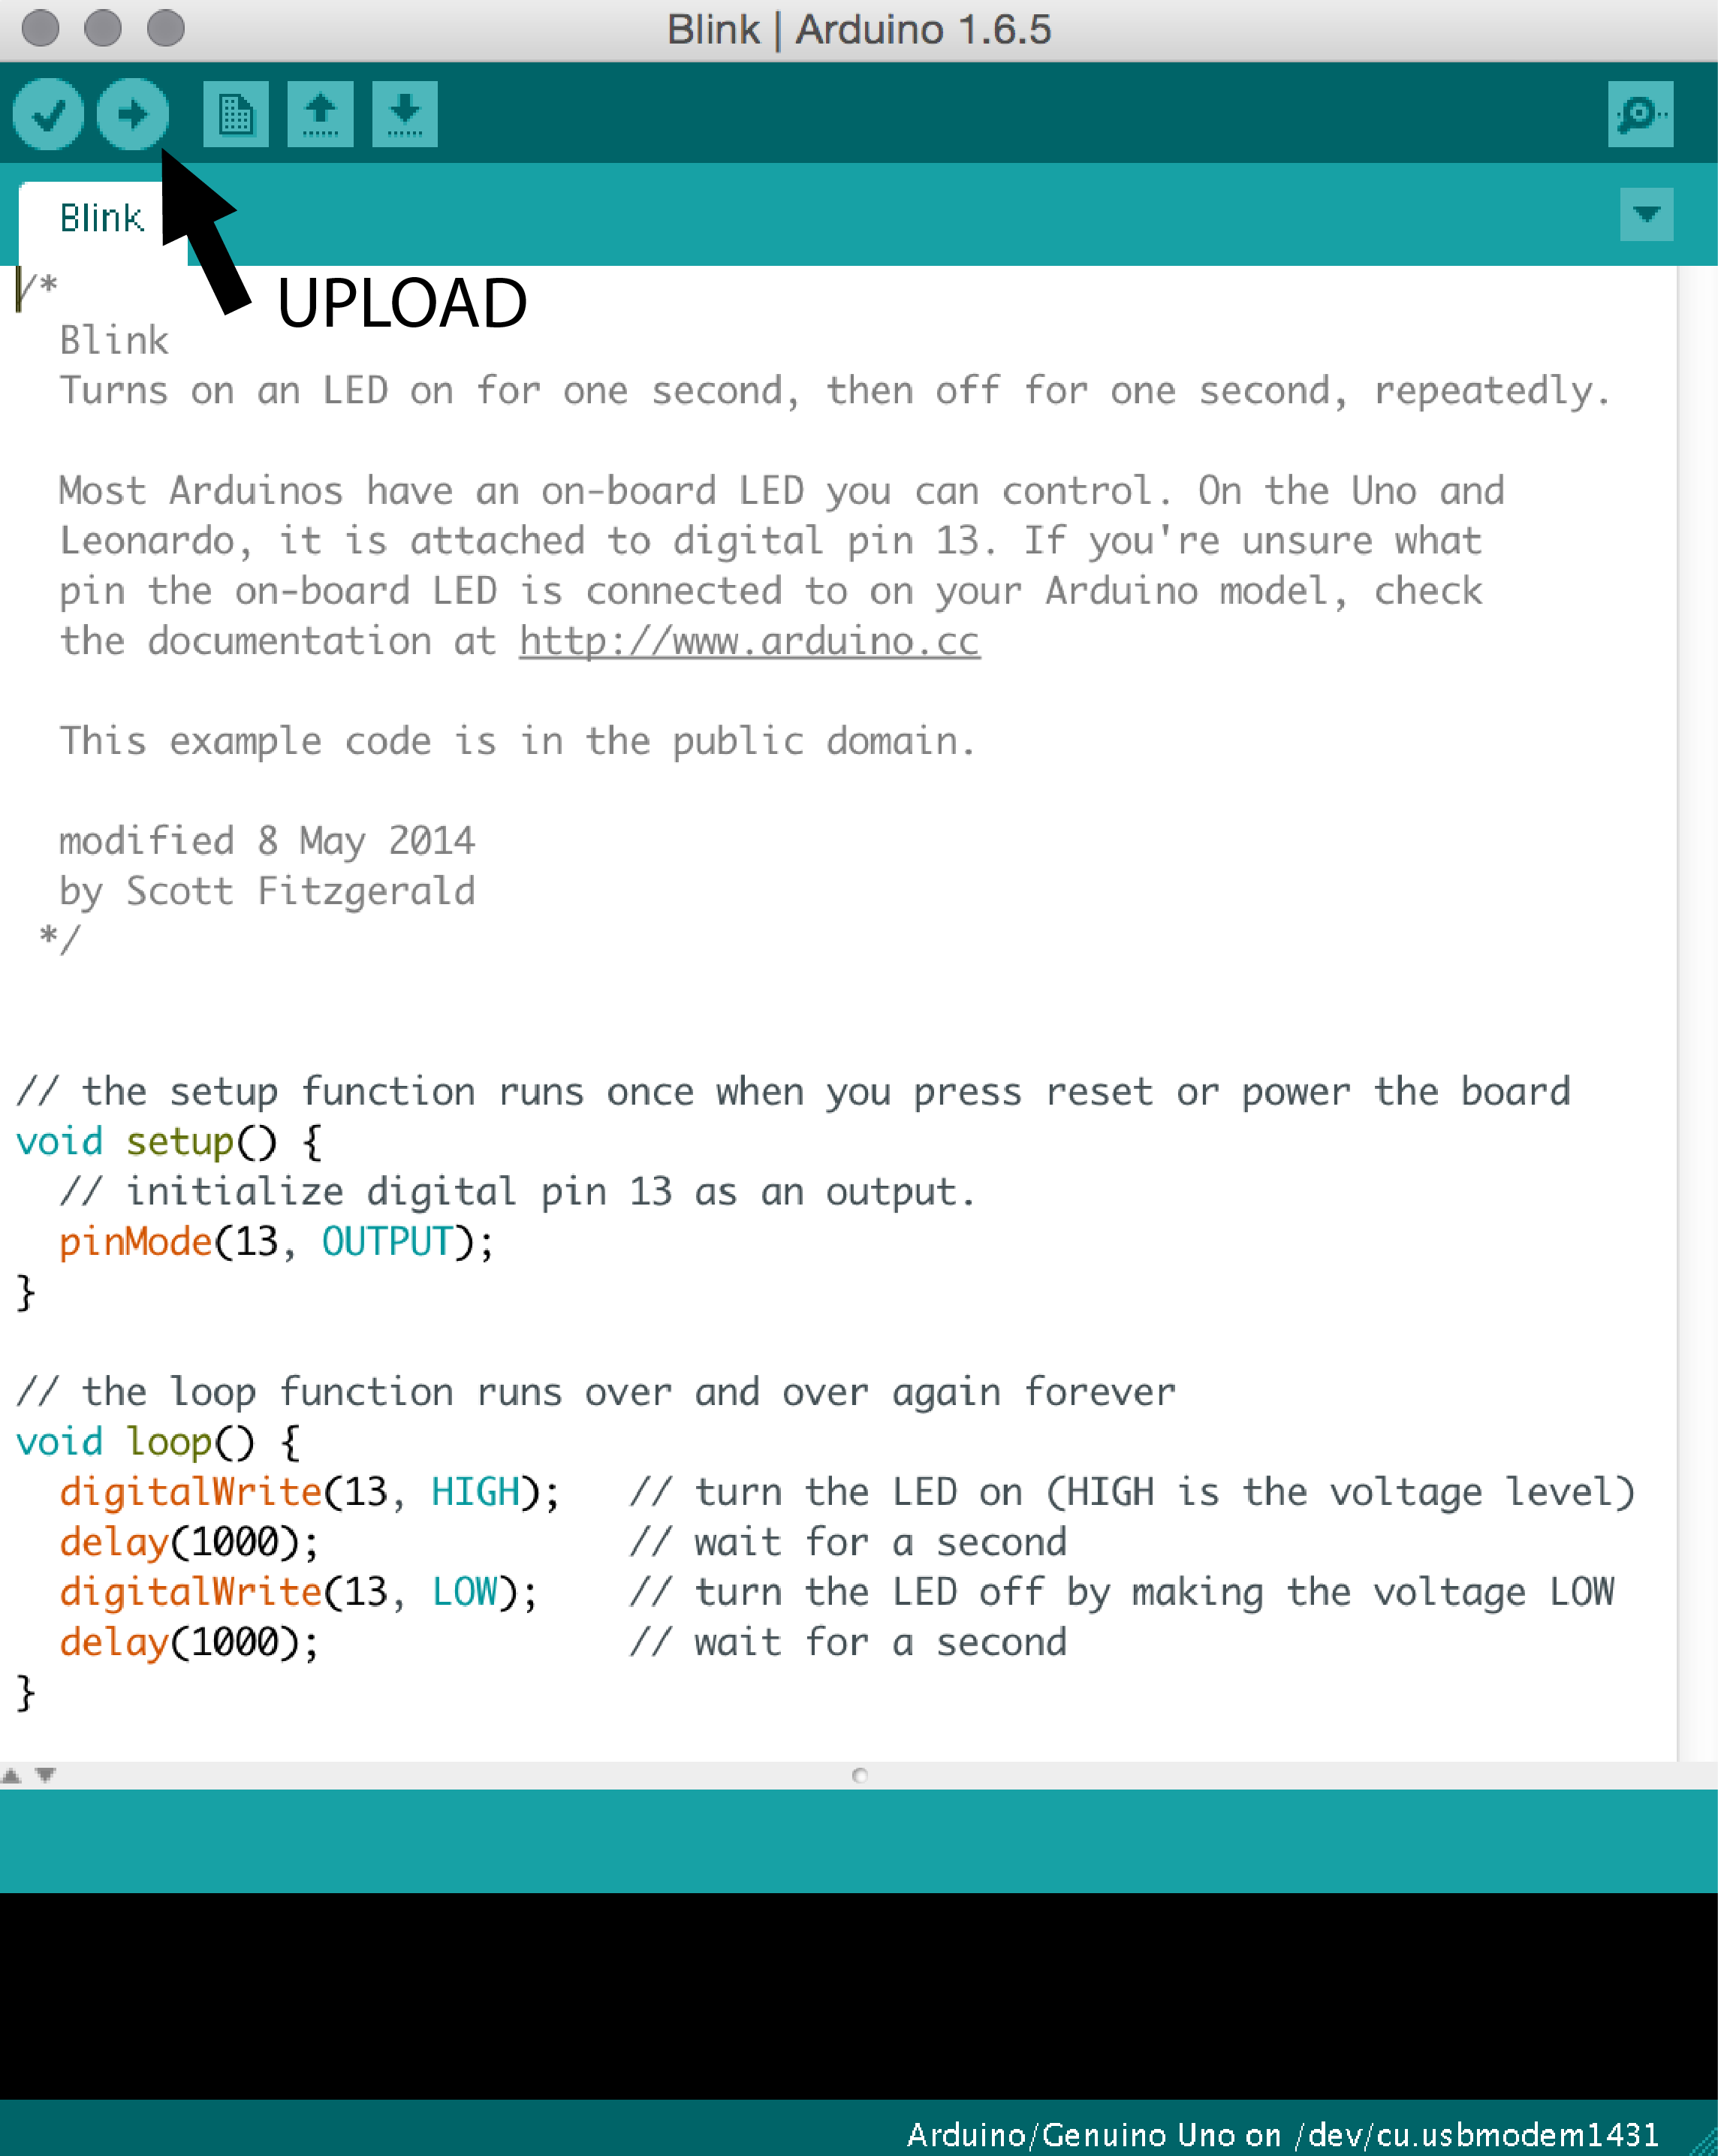 Blink | Arduino 1.6.5
Blink
UPLOAD
/*
  Blink
  Turns on an LED on for one second, then off for one second, repeatedly.

  Most Arduinos have an on-board LED you can control. On the Uno and
  Leonardo, it is attached to digital pin 13. If you're unsure what
  pin the on-board LED is connected to on your Arduino model, check
  the documentation at http://www.arduino.cc

  This example code is in the public domain.

  modified 8 May 2014
  by Scott Fitzgerald
 */

// the setup function runs once when you press reset or power the board
void setup() {
  // initialize digital pin 13 as an output.
  pinMode(13, OUTPUT);
}

// the loop function runs over and over again forever
void loop() {
  digitalWrite(13, HIGH);   // turn the LED on (HIGH is the voltage level)
  delay(1000);              // wait for a second
  digitalWrite(13, LOW);    // turn the LED off by making the voltage LOW
  delay(1000);              // wait for a second
}
Arduino/Genuino Uno on /dev/cu.usbmodem1431